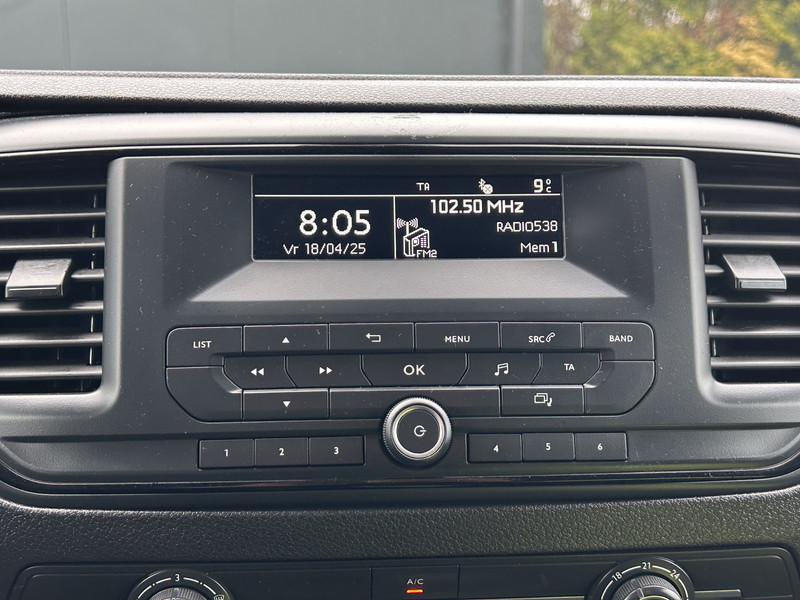 TA 9°C
8:05
Vr 18/04/25
102.50 MHz
RADIO538
FM2
Mem 1
LIST
MENU
SRC
BAND
OK
TA
1 2 3
4 5 6
3
A/C
18 21 24